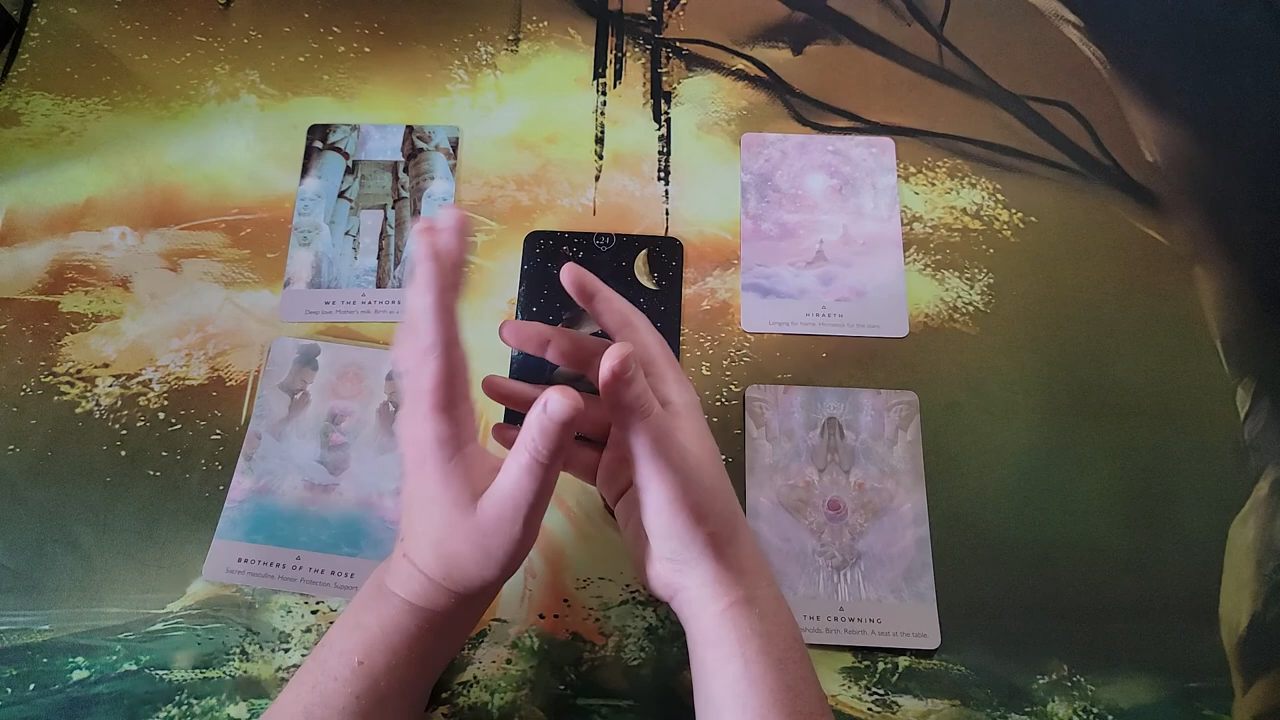 WE THE HATHORS
Deep love. Mother's milk. Birth as a
24
HIRAETH
Longing for home. Homesick for the stars.
BROTHERS OF THE ROSE
Sacred masculine. Honor. Protection. Support.
THE CROWNING
Birth. Rebirth. A seat at the table